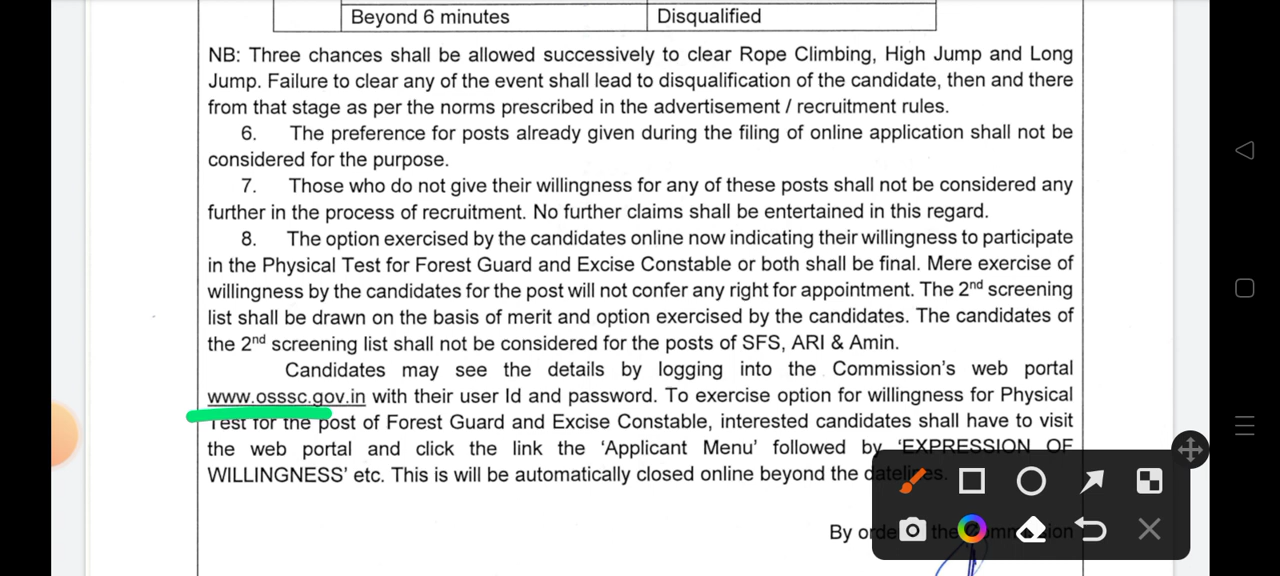 Beyond 6 minutes Disqualified
NB: Three chances shall be allowed successively to clear Rope Climbing, High Jump and Long
Jump. Failure to clear any of the event shall lead to disqualification of the candidate, then and there
from that stage as per the norms prescribed in the advertisement / recruitment rules.
6. The preference for posts already given during the filing of online application shall not be
considered for the purpose.
7. Those who do not give their willingness for any of these posts shall not be considered any
further in the process of recruitment. No further claims shall be entertained in this regard.
8. The option exercised by the candidates online now indicating their willingness to participate
in the Physical Test for Forest Guard and Excise Constable or both shall be final. Mere exercise of
willingness by the candidates for the post will not confer any right for appointment. The 2nd screening
list shall be drawn on the basis of merit and option exercised by the candidates. The candidates of
the 2nd screening list shall not be considered for the posts of SFS, ARI & Amin.
Candidates may see the details by logging into the Commission's web portal
www.osssc.gov.in with their user Id and password. To exercise option for willingness for Physical
Test for the post of Forest Guard and Excise Constable, interested candidates shall have to visit
the web portal and click the link the 'Applicant Menu' followed by 'EXPRESSION OF
WILLINGNESS' etc. This is will be automatically closed online beyond the datelines.
By order of the Commission